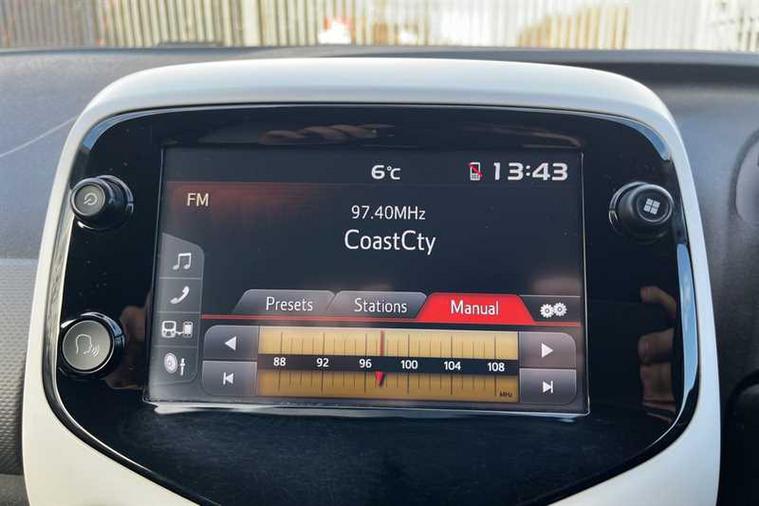 6°C 13:43
FM
97.40MHz
CoastCty
Presets Stations Manual
88 92 96 100 104 108
MHz